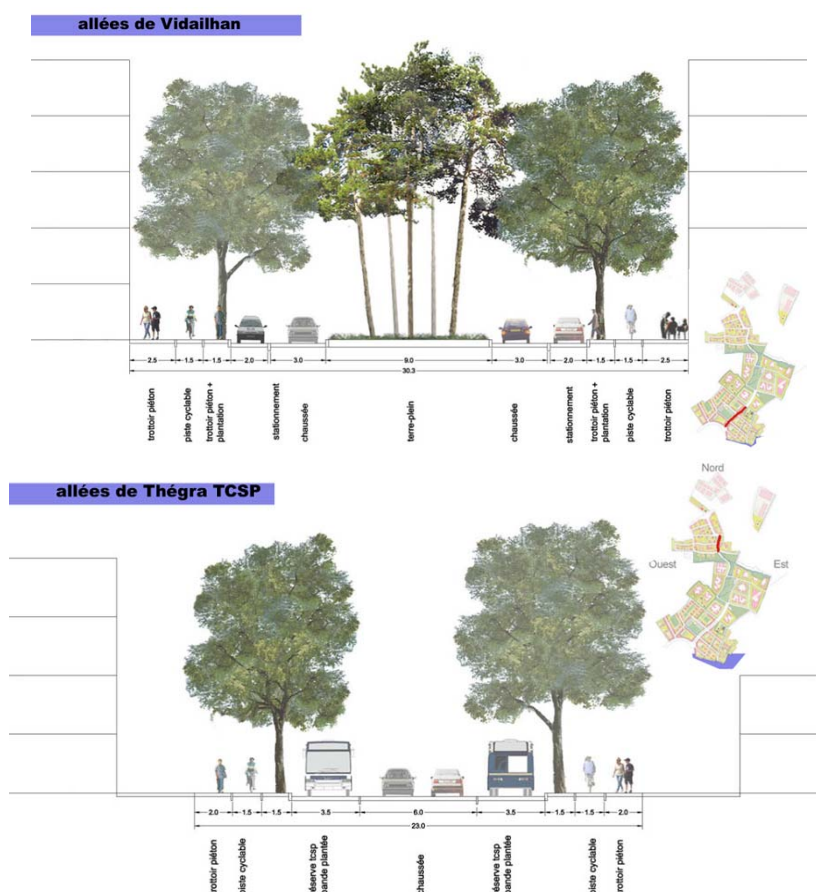 allées de Vidailhan
2.5 1.5 1.5 2.0 3.0 9.0 3.0 2.0 1.5 1.5 2.5
30.3
trottoir piéton
piste cyclable
trottoir piéton +
plantation
stationnement
chaussée
terre-plein
chaussée
stationnement
trottoir piéton +
plantation
piste cyclable
trottoir piéton
Nord
allées de Thégra TCSP
Ouest
Est
2.0 1.5 1.5 3.5 6.0 3.5 1.5 1.5 2.0
23.0
trottoir piéton
piste cyclable
réserve tcsp
bande plantée
chaussée
réserve tcsp
bande plantée
piste cyclable
trottoir piéton